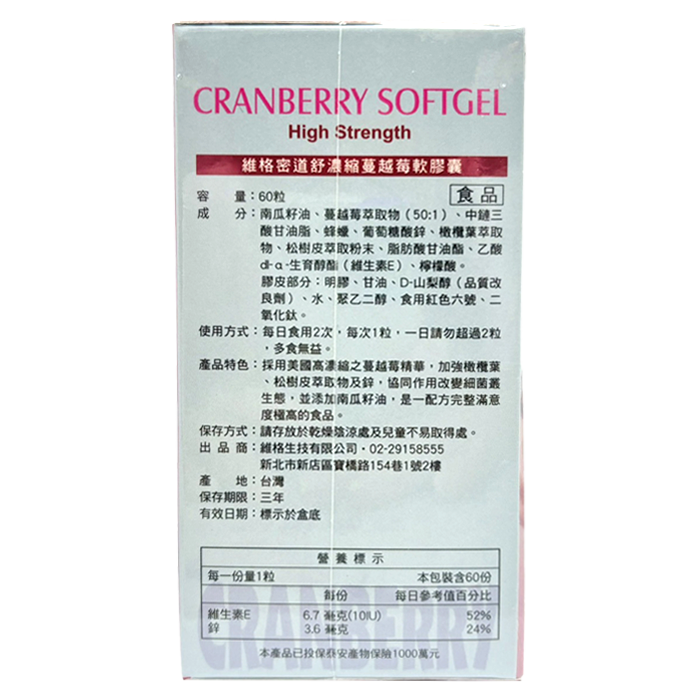 CRANBERRY SOFTGEL
High Strength
維格密道舒濃縮蔓越莓軟膠囊
容　　量：60粒
食品
成　　分：南瓜籽油、蔓越莓萃取物（50:1）、中鏈三
酸甘油脂、蜂蠟、葡萄糖酸鋅、橄欖葉萃取
物、松樹皮萃取粉末、脂肪酸甘油酯、乙酸
dl-α-生育醇酯（維生素E）、檸檬酸。
膠皮部分：明膠、甘油、D-山梨醇（品質改
良劑）、水、聚乙二醇、食用紅色六號、二
氧化鈦。
使用方式：每日食用2次，每次1粒，一日請勿超過2粒
，多食無益。
產品特色：採用美國高濃縮之蔓越莓精華，加強橄欖葉
、松樹皮萃取物及鋅，協同作用改變細菌叢
生態，並添加南瓜籽油，是一配方完整滿意
度極高的食品。
保存方式：請存放於乾燥陰涼處及兒童不易取得處。
出 品 商：維格生技有限公司・02-29158555
新北市新店區寶橋路154巷1號2樓
產　　地：台灣
保存期限：三年
有效日期：標示於盒底
營養標示
每一份量1粒　本包裝含60份
每份　每日參考值百分比
維生素E　6.7 毫克(10IU)　52%
鋅　3.6 毫克　24%
CRANBERRY
本產品已投保泰安產物保險1000萬元